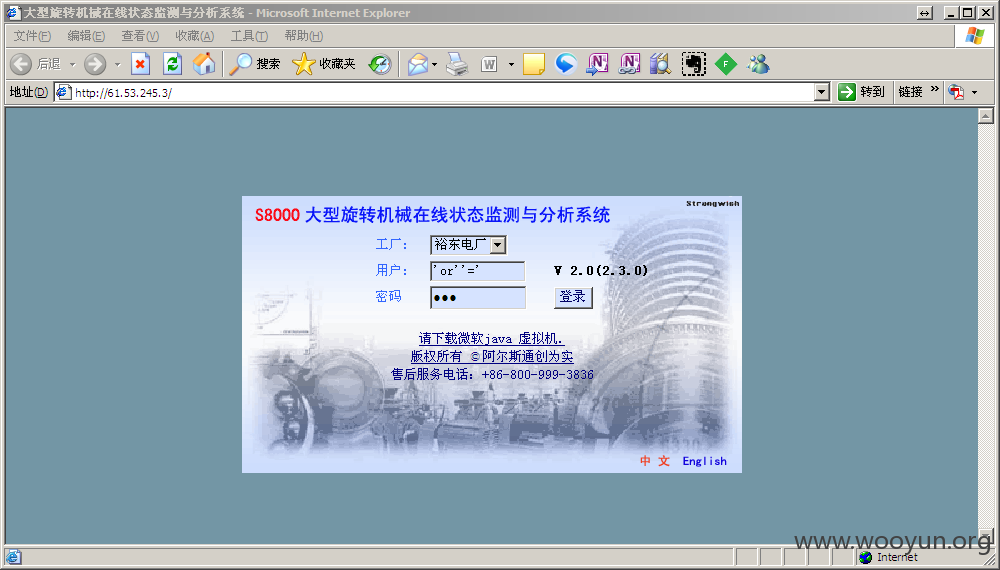 大型旋转机械在线状态监测与分析系统 - Microsoft Internet Explorer
文件(F) 编辑(E) 查看(V) 收藏(A) 工具(T) 帮助(H)
后退 搜索 收藏夹
地址(D) http://61.53.245.3/ 转到 链接 »
Strongwish
S8000 大型旋转机械在线状态监测与分析系统
工厂： 裕东电厂
用户： 'or''=' V 2.0(2.3.0)
密码 ●●● 登录
请下载微软java 虚拟机.
版权所有 ©阿尔斯通创为实
售后服务电话：+86-800-999-3836
中 文 English
www.wooyun.org
Internet